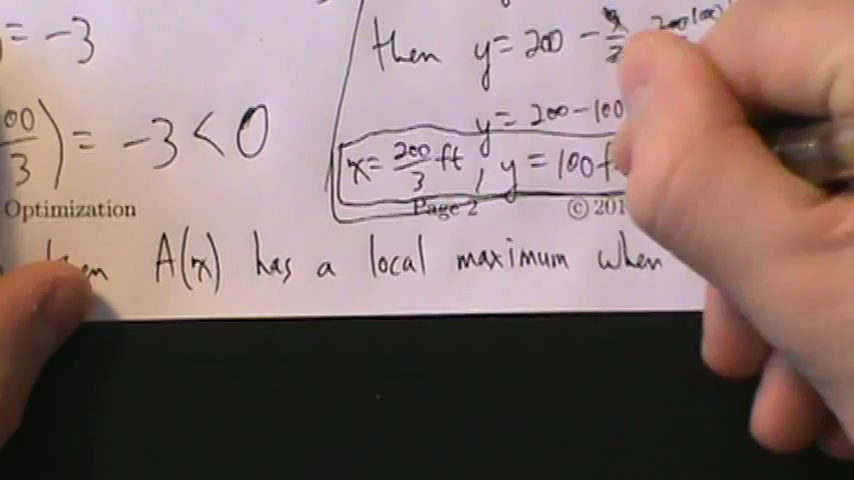 = -3
then y = 200 -
00/3) = -3 < 0
y = 200 - 100
x = 200/3 ft, y = 100 f
Optimization Page 2 © 201
A(x) has a local maximum when